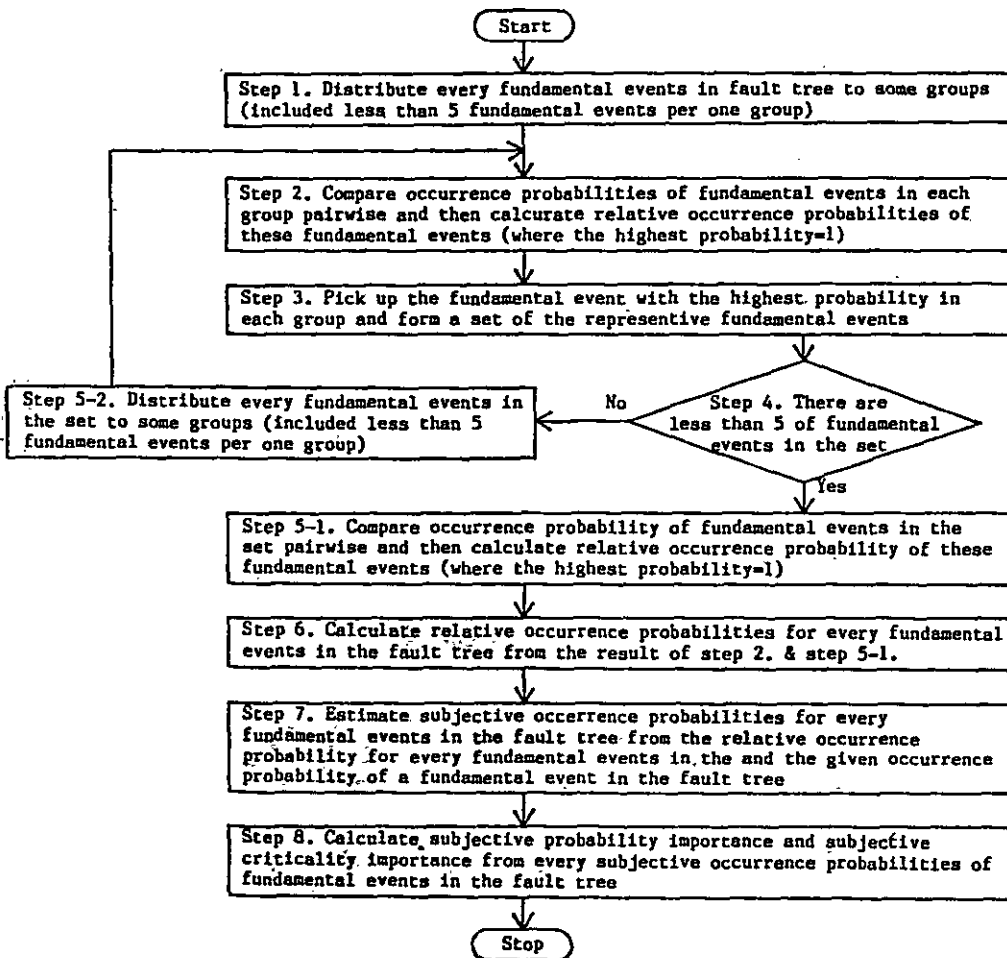 Start
Step 1. Distribute every fundamental events in fault tree to some groups
(included less than 5 fundamental events per one group)
Step 2. Compare occurrence probabilities of fundamental events in each
group pairwise and then calcurate relative occurrence probabilities of
these fundamental events (where the highest probability=1)
Step 3. Pick up the fundamental event with the highest probability in
each group and form a set of the representive fundamental events
Step 4. There are
less than 5 of fundamental
events in the set
No
Step 5-2. Distribute every fundamental events in
the set to some groups (included less than 5
fundamental events per one group)
Yes
Step 5-1. Compare occurrence probability of fundamental events in the
set pairwise and then calculate relative occurrence probability of these
fundamental events (where the highest probability=1)
Step 6. Calculate relative occurrence probabilities for every fundamental
events in the fault tree from the result of step 2. & step 5-1.
Step 7. Estimate subjective occerrence probabilities for every
fundamental events in the fault tree from the relative occurrence
probability for every fundamental events in the and the given occurrence
probability of a fundamental event in the fault tree
Step 8. Calculate subjective probability importance and subjective
criticality importance from every subjective occurrence probabilities of
fundamental events in the fault tree
Stop